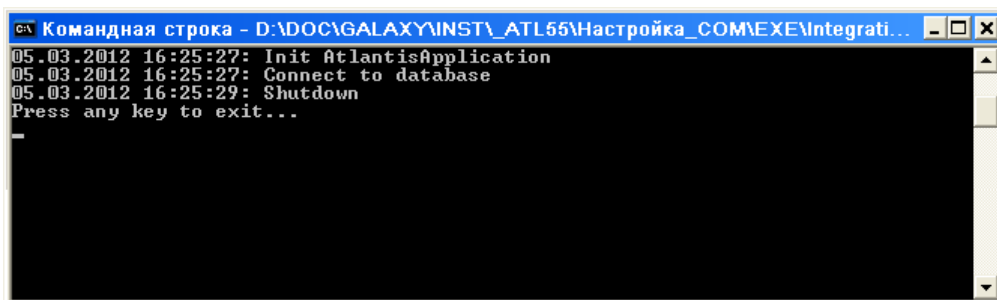 Командная строка - D:\DOC\GALAXY\INST\_ATL55\Настройка_COM\EXE\Integrati...
05.03.2012 16:25:27: Init AtlantisApplication
05.03.2012 16:25:27: Connect to database
05.03.2012 16:25:29: Shutdown
Press any key to exit...